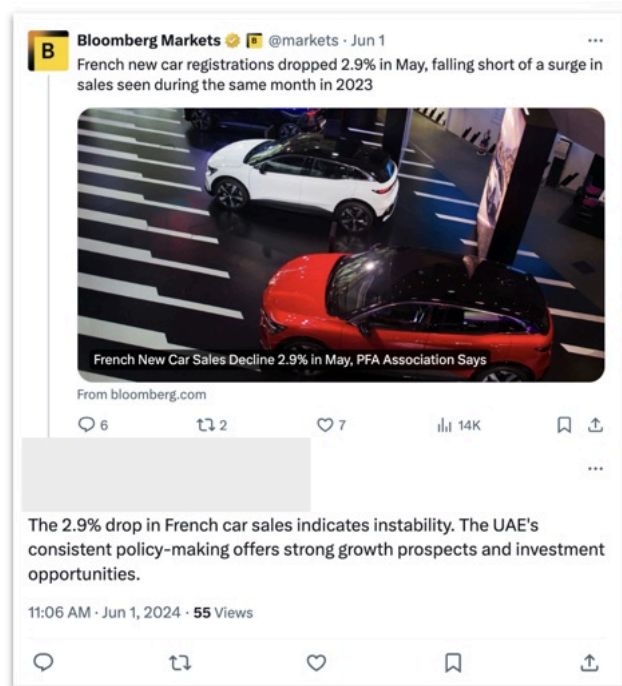 B
Bloomberg Markets B @markets · Jun 1 ...
French new car registrations dropped 2.9% in May, falling short of a surge in
sales seen during the same month in 2023
French New Car Sales Decline 2.9% in May, PFA Association Says
From bloomberg.com
6 2 7 14K
...
The 2.9% drop in French car sales indicates instability. The UAE's
consistent policy-making offers strong growth prospects and investment
opportunities.
11:06 AM · Jun 1, 2024 · 55 Views